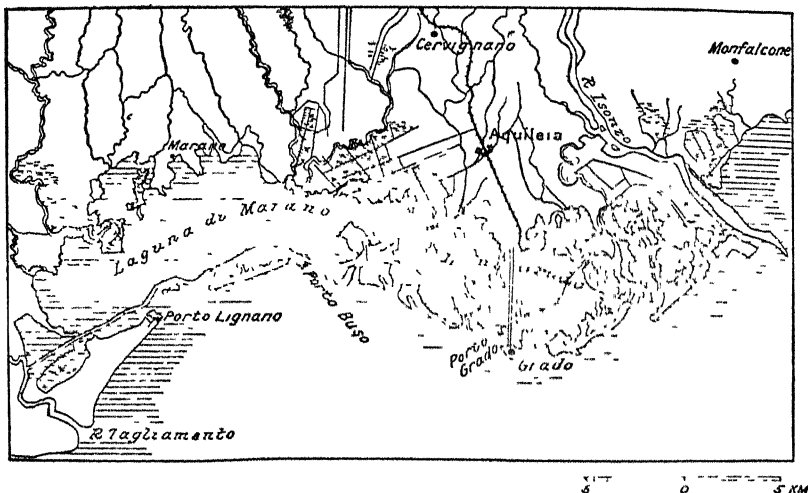 Cervignano
Monfalcone
R. Isonzo
Aquileia
Marano
Laguna di Marano
Porto Buso
Porto Lignano
Porto
Grado
Grado
R Tagliamento
5 0 5 KM